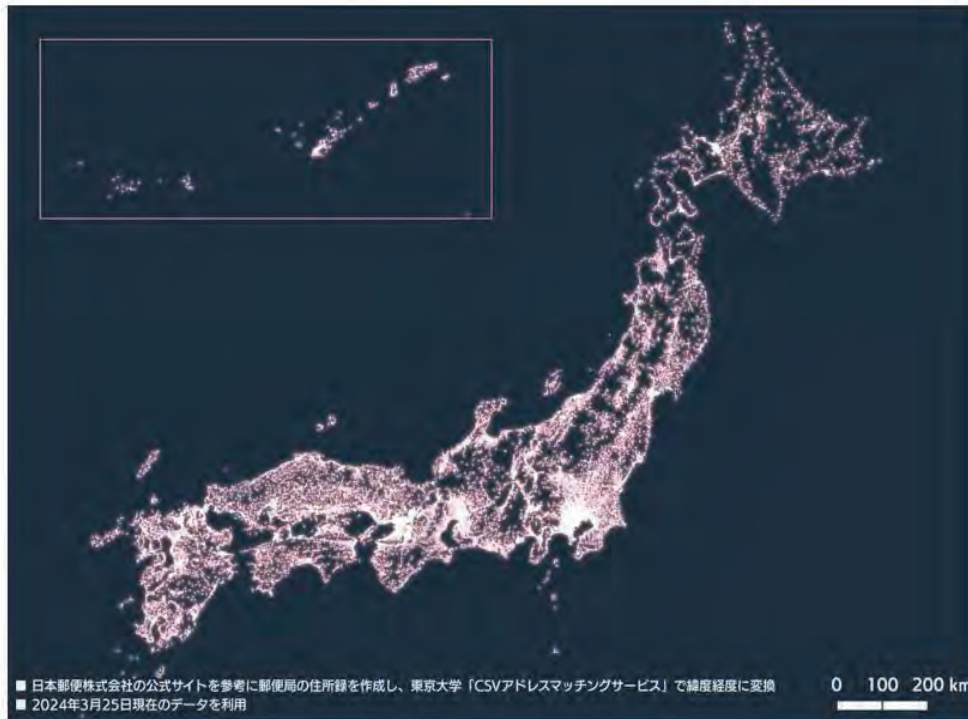 ■ 日本郵便株式会社の公式サイトを参考に郵便局の住所録を作成し、東京大学「CSVアドレスマッチングサービス」で緯度経度に変換
■ 2024年3月25日現在のデータを利用
0 100 200 km